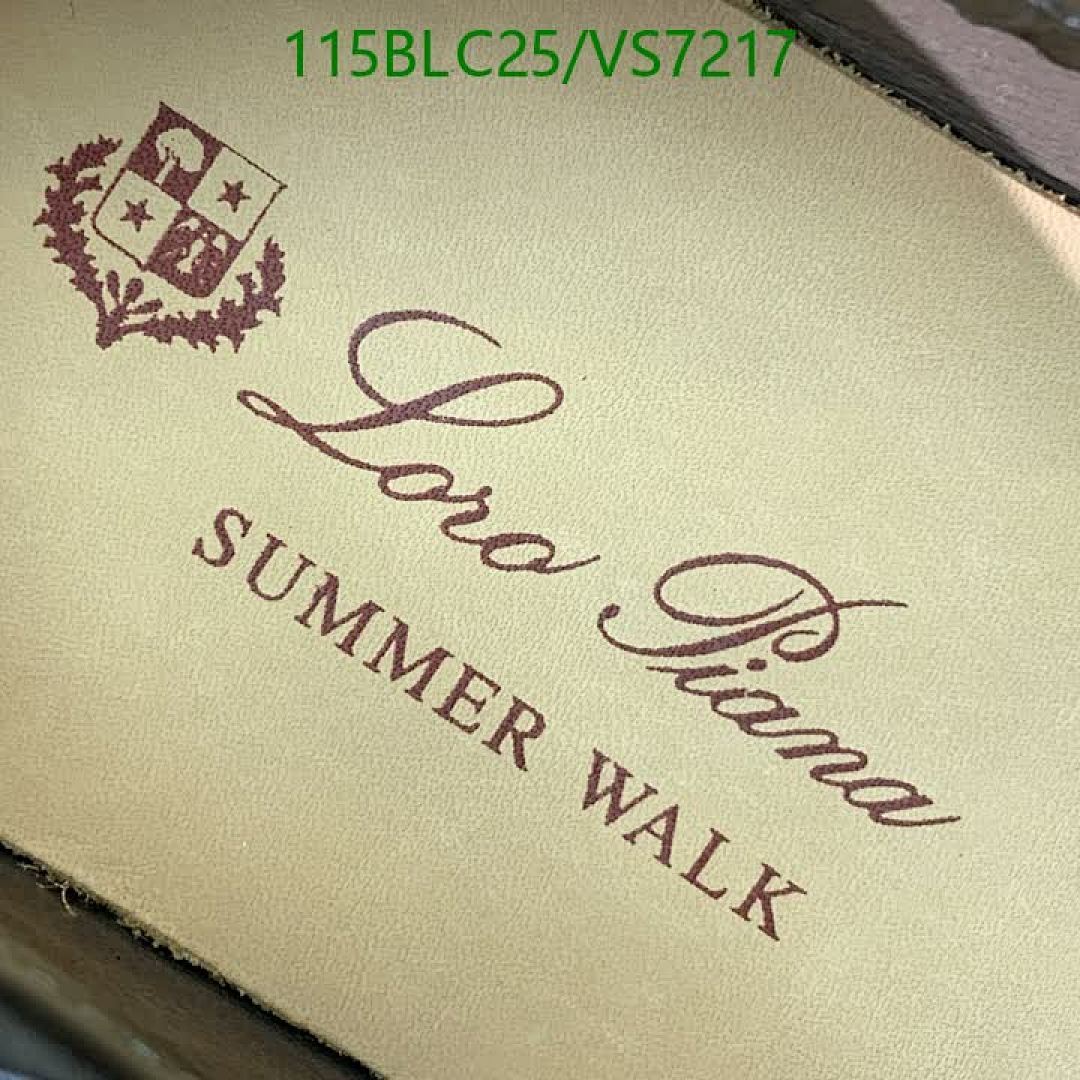 115BLC25/VS7217
Loro Piana
SUMMER WALK